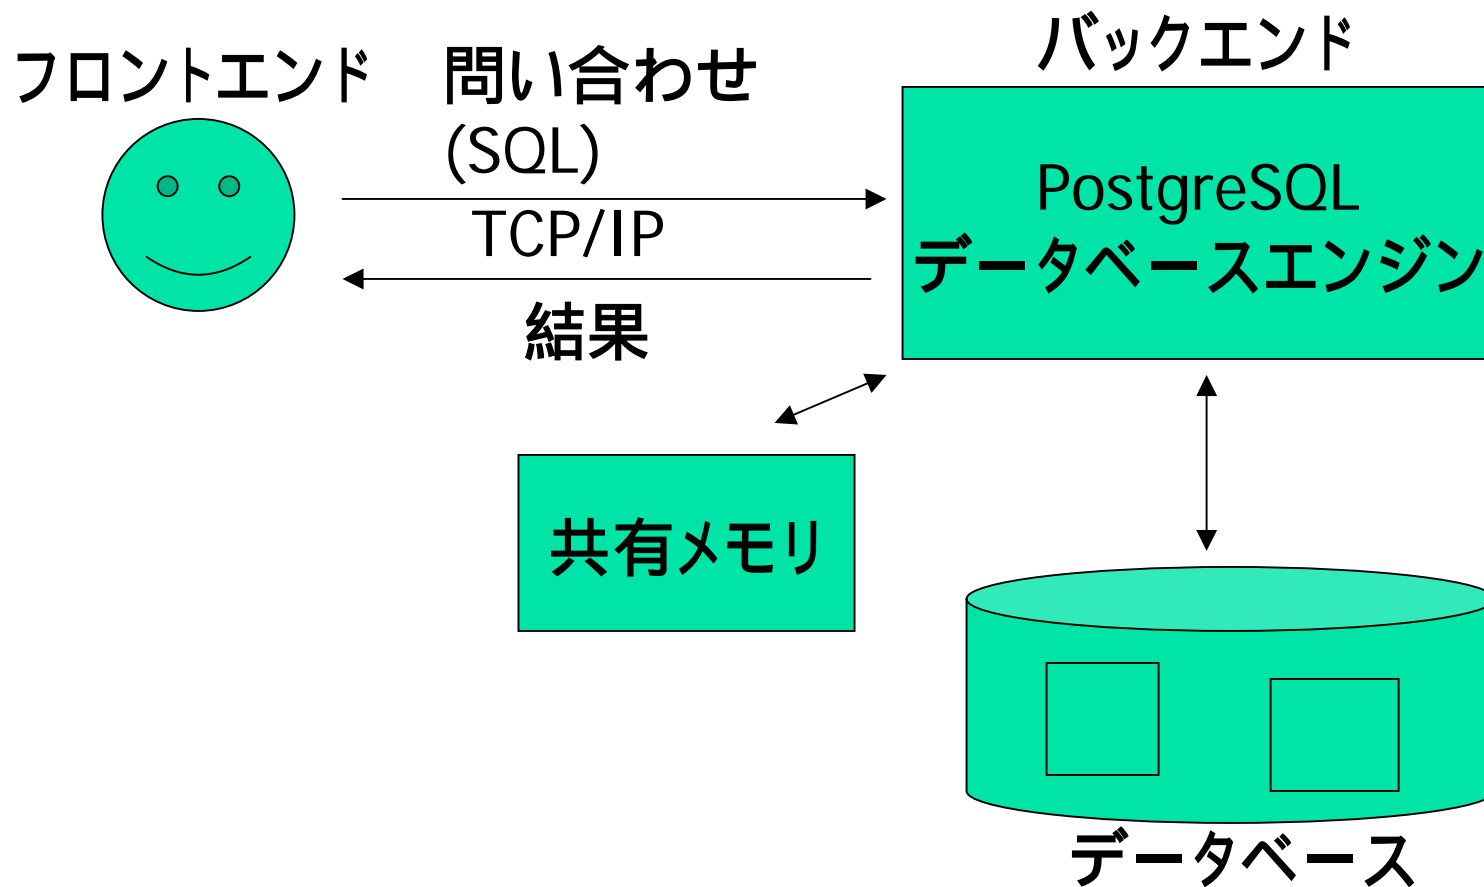 フロントエンド
問い合わせ
(SQL)
TCP/IP
結果
バックエンド
PostgreSQL
データベースエンジン
共有メモリ
データベース